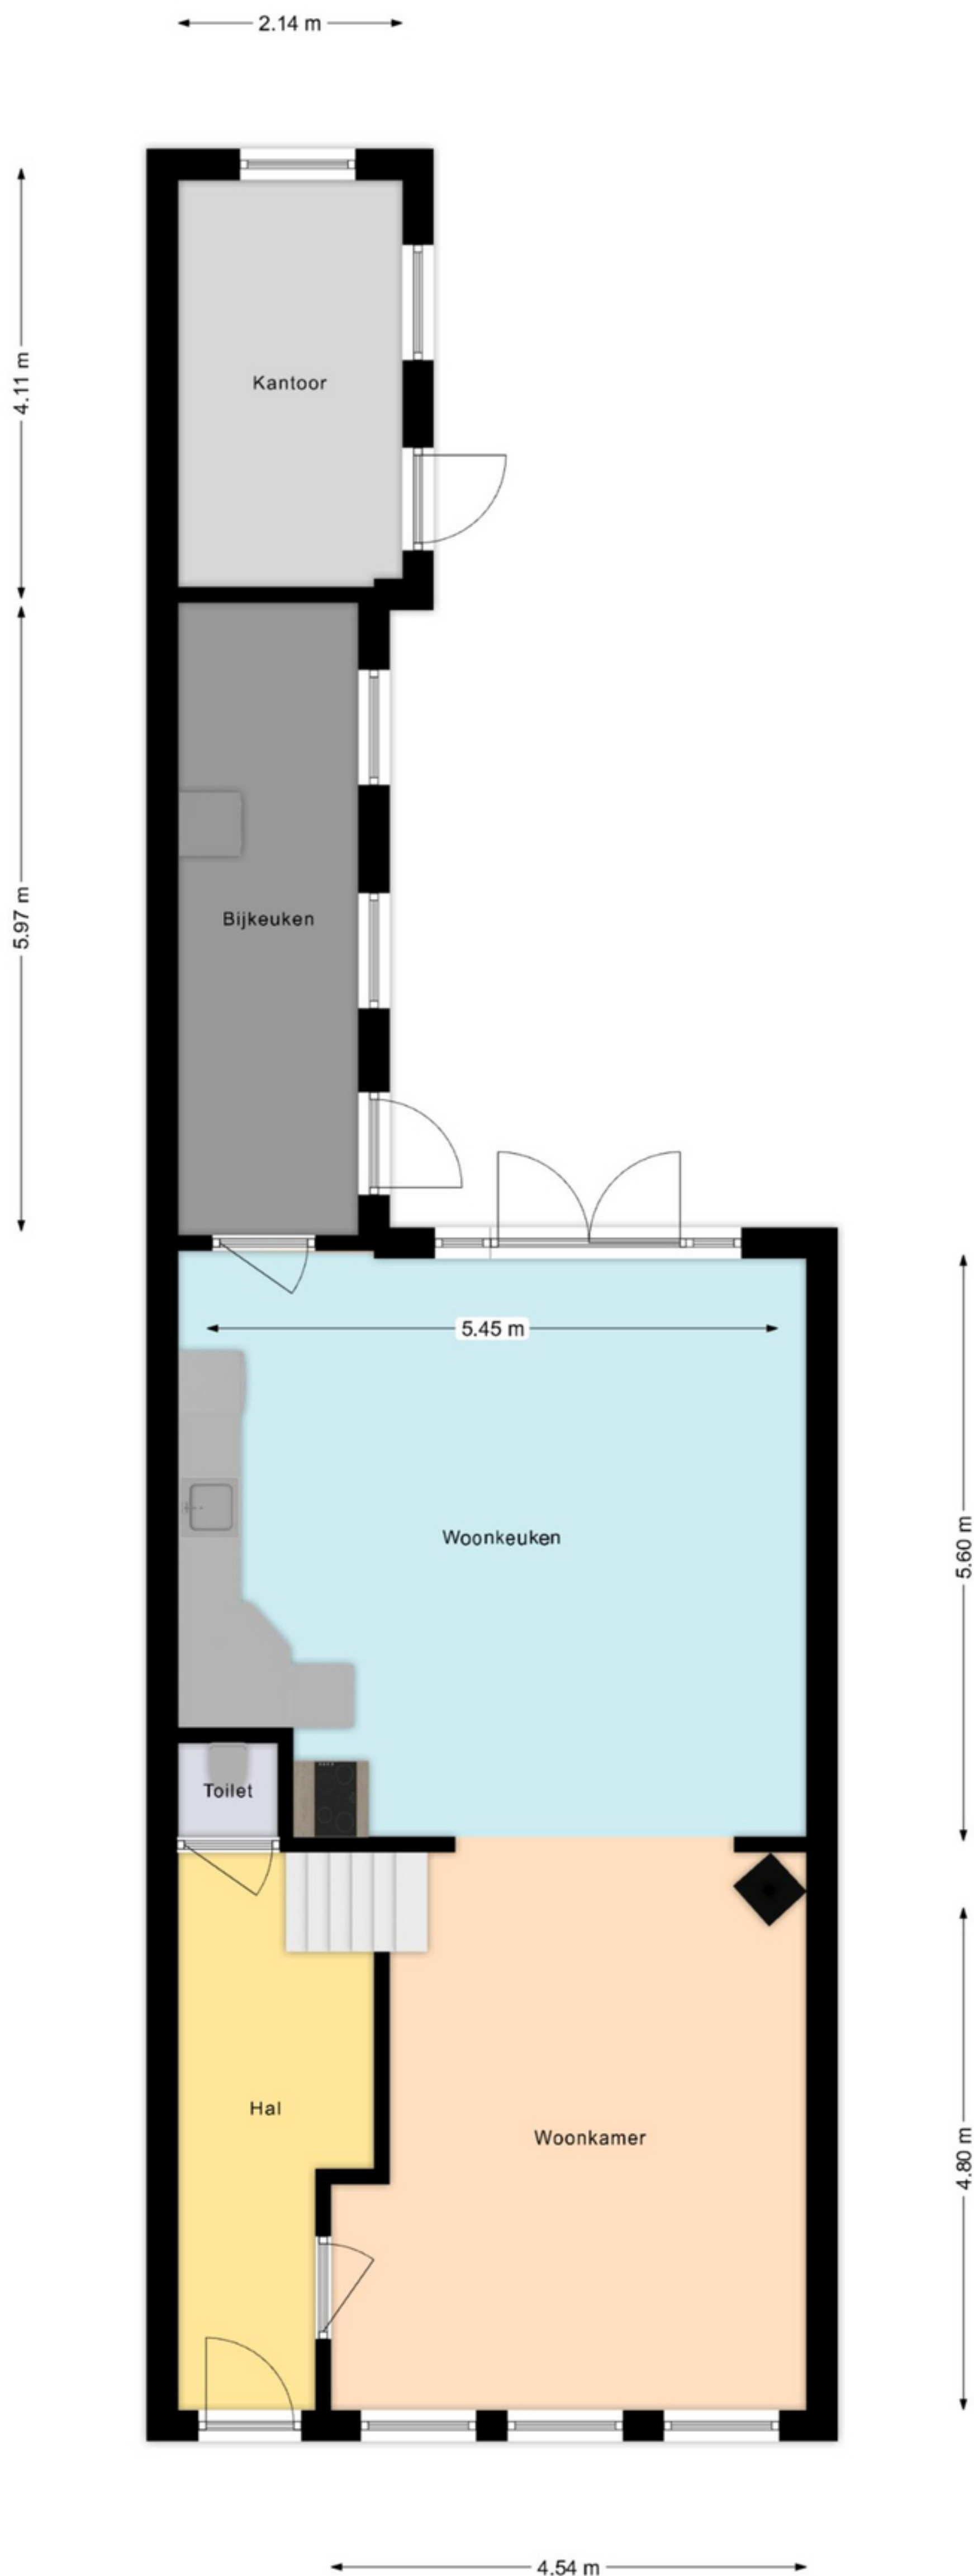 2.14 m
4.11 m
Kantoor
5.97 m
Bijkeuken
5.45 m
Woonkeuken
5.60 m
Toilet
Hal
Woonkamer
4.80 m
4.54 m